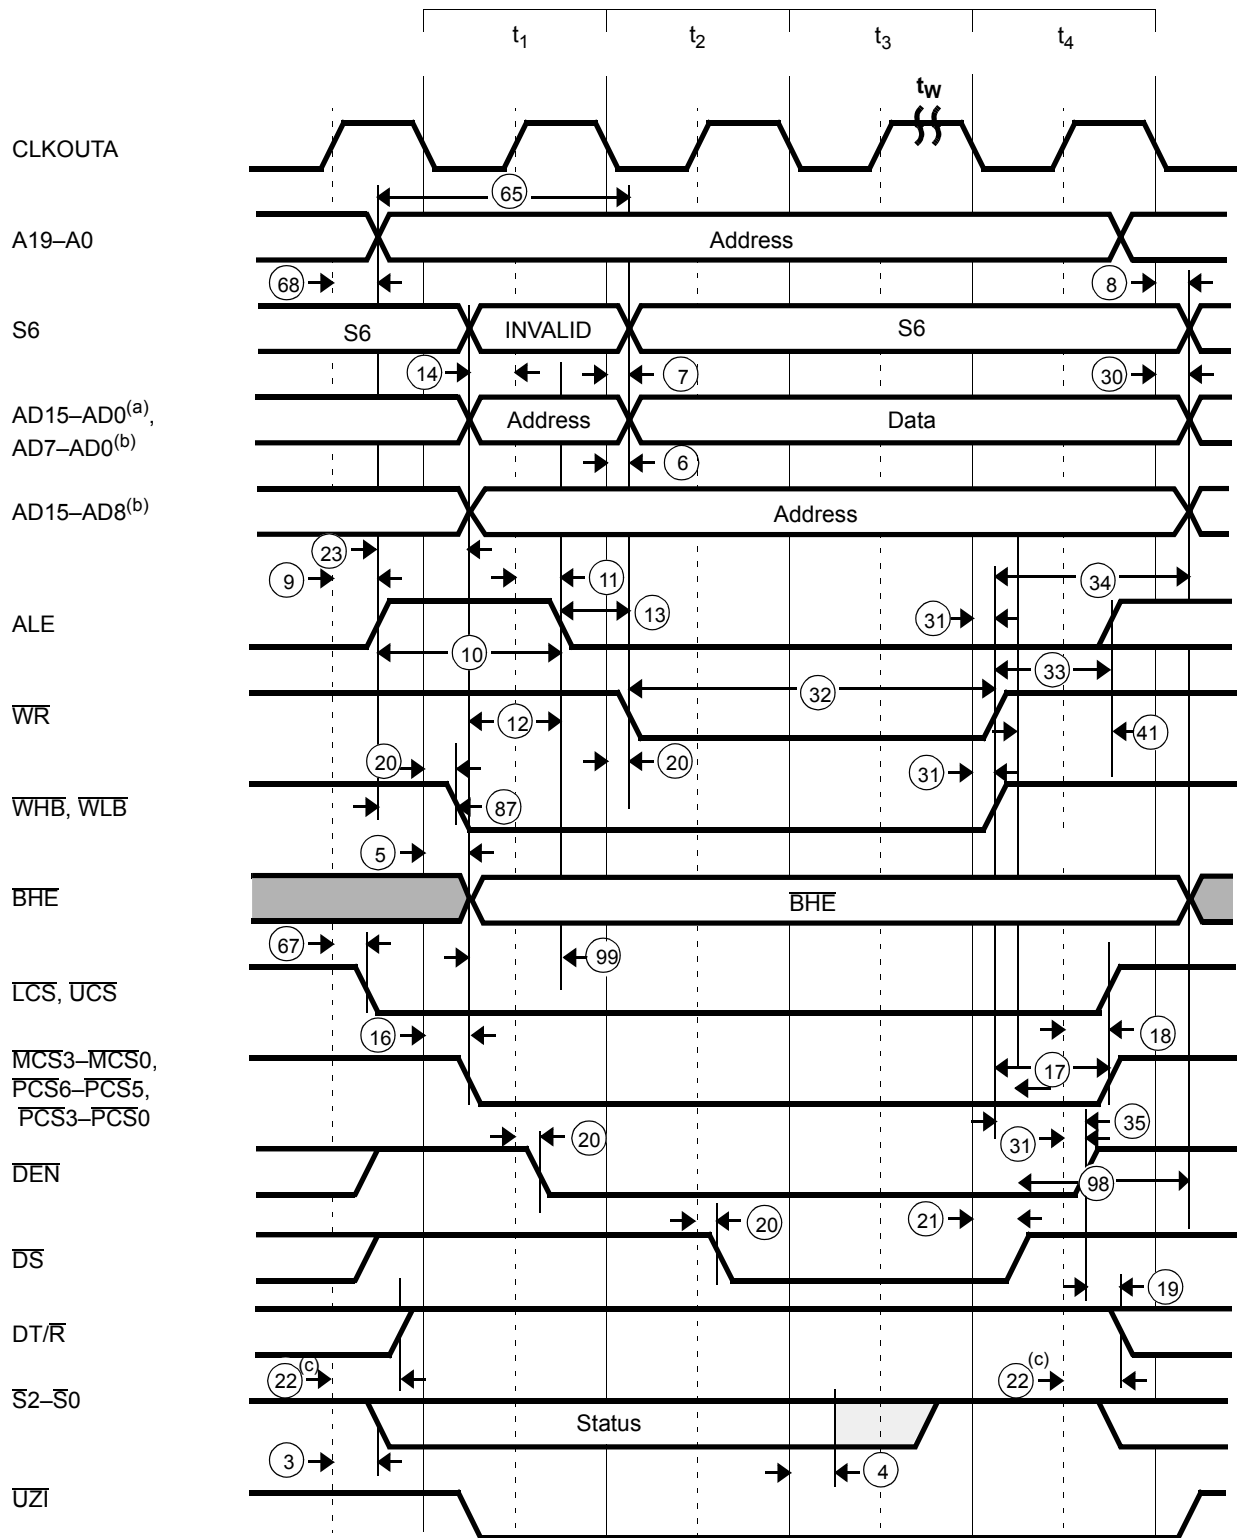 t1 t2 t3 t4
tW
CLKOUTA
65
A19–A0 Address
68 8
S6 S6 INVALID S6
14 7 30
AD15–AD0(a), Address Data
AD7–AD0(b)
6
AD15–AD8(b) Address
23
9 11 34
ALE 13 31
10 33
32
WR 12
41
20 20 31
WHB, WLB 87
5
BHE BHE
67 99
LCS, UCS
16 18
MCS3–MCS0, 17
PCS6–PCS5,
PCS3–PCS0
20 35
31
DEN
98
20 21
DS
19
DT/R
22(c) 22(c)
S2–S0 Status
3 4
UZI